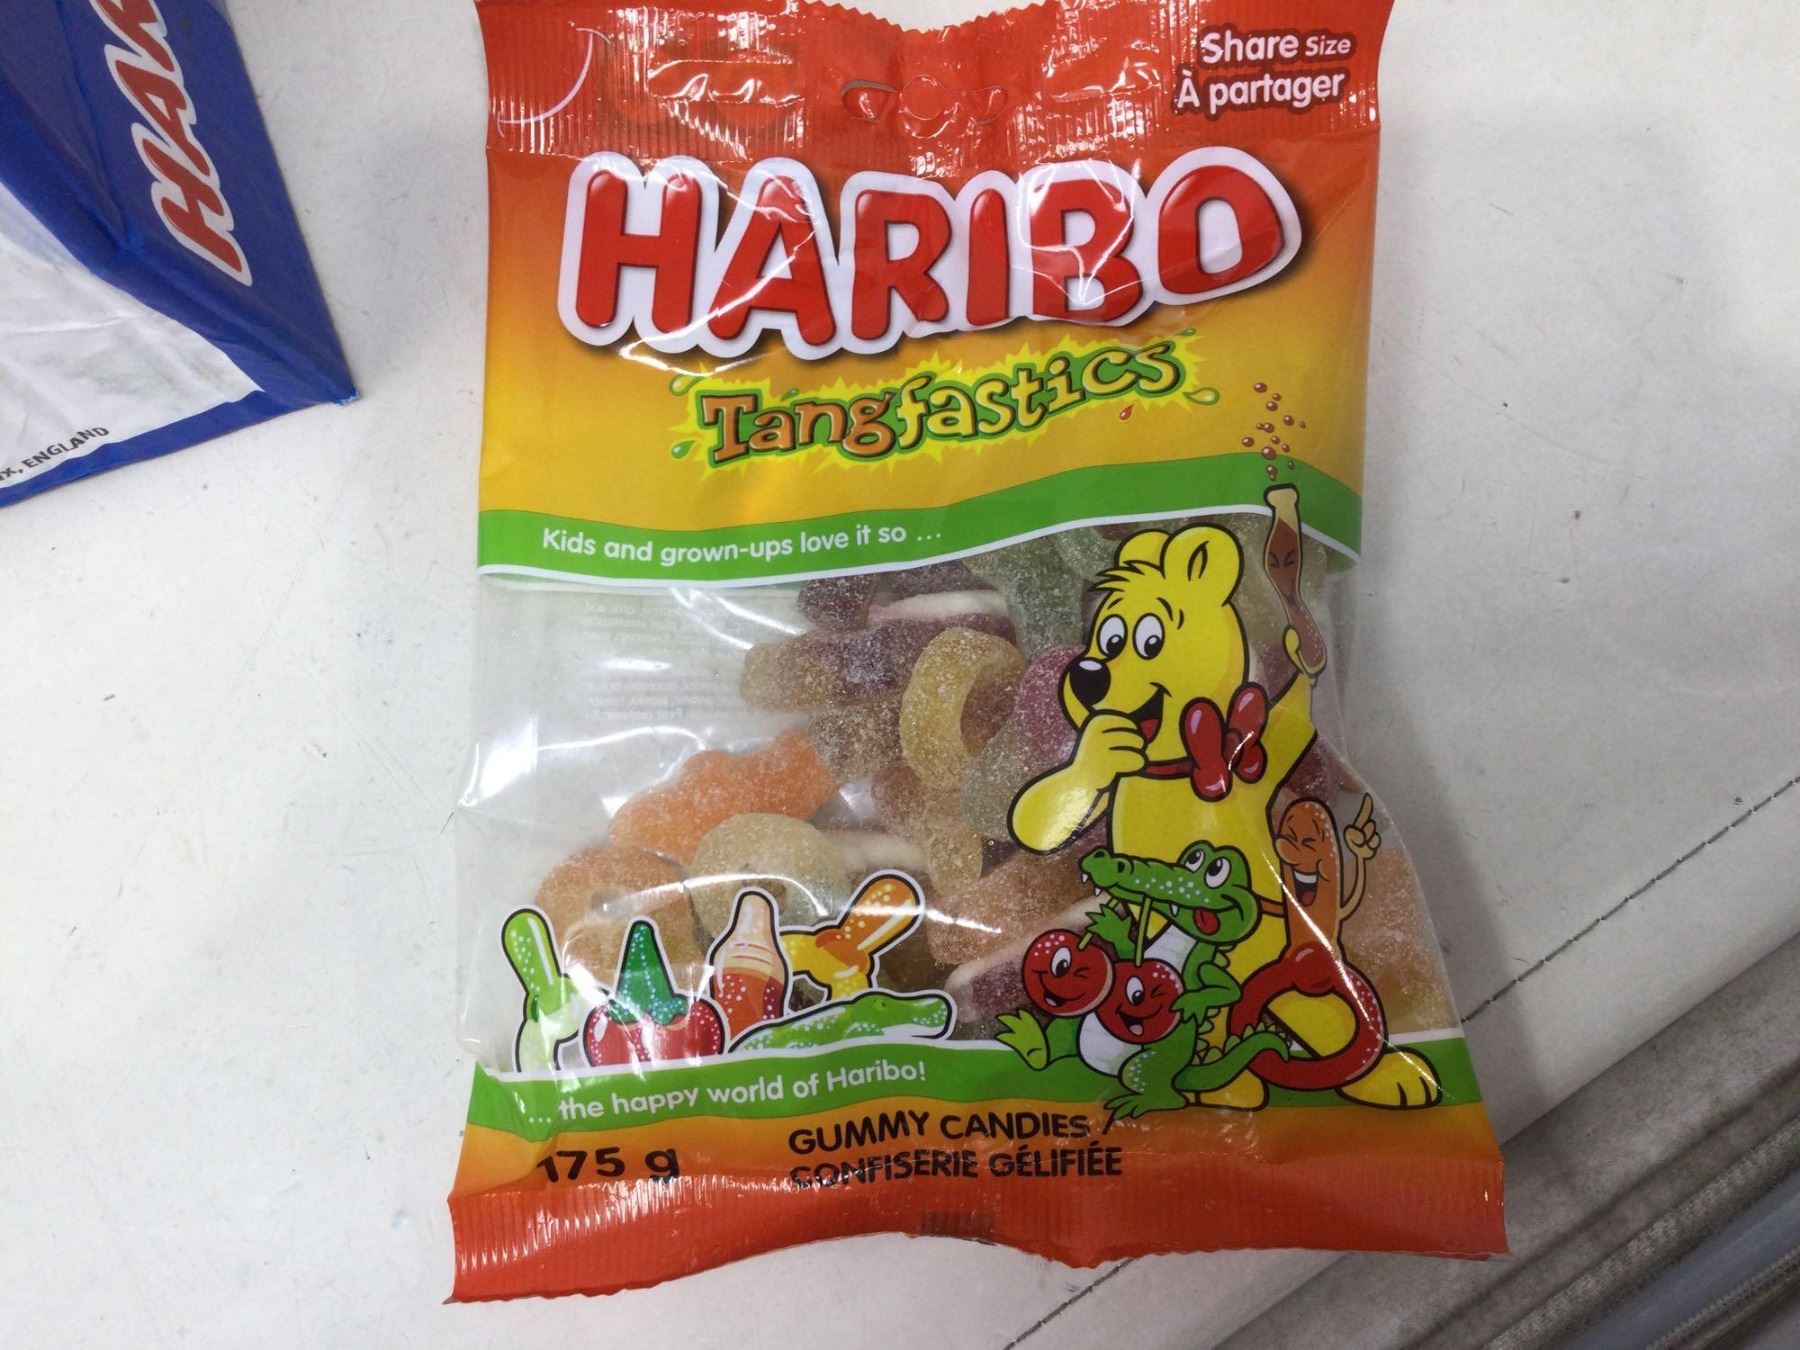 HAR
X, ENGLAND
Share Size
À partager
HARIBO
Tangfastics
Kids and grown-ups love it so ...
... the happy world of Haribo!
175 g
GUMMY CANDIES /
CONFISERIE GÉLIFIÉE